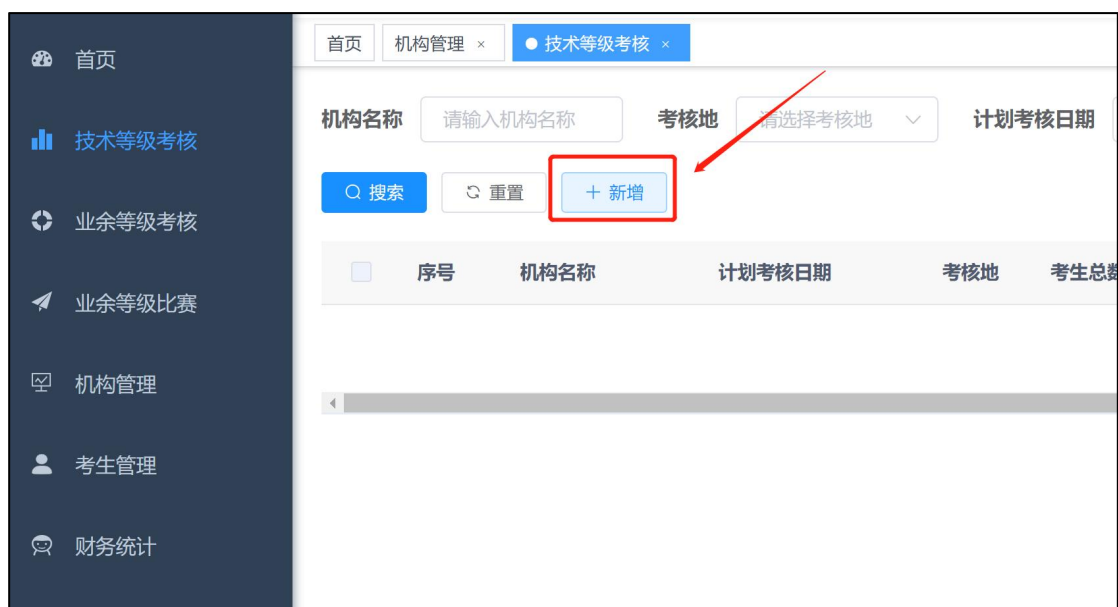 首页
技术等级考核
业余等级考核
业余等级比赛
机构管理
考生管理
财务统计
首页 机构管理 × 技术等级考核 ×
机构名称 请输入机构名称 考核地 请选择考核地 计划考核日期
搜索 重置 + 新增
序号 机构名称 计划考核日期 考核地 考生总数